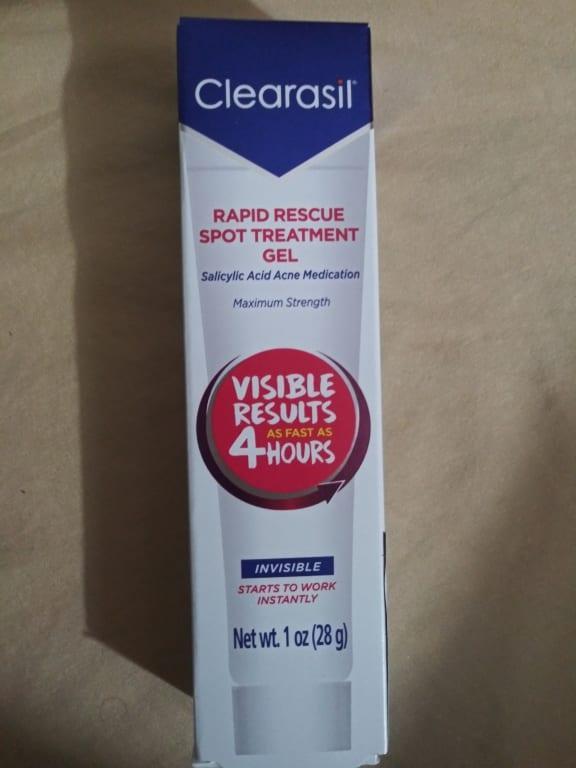 Clearasil
RAPID RESCUE
SPOT TREATMENT
GEL
Salicylic Acid Acne Medication
Maximum Strength
VISIBLE
RESULTS
AS FAST AS
4 HOURS
INVISIBLE
STARTS TO WORK
INSTANTLY
Net wt. 1 oz (28 g)